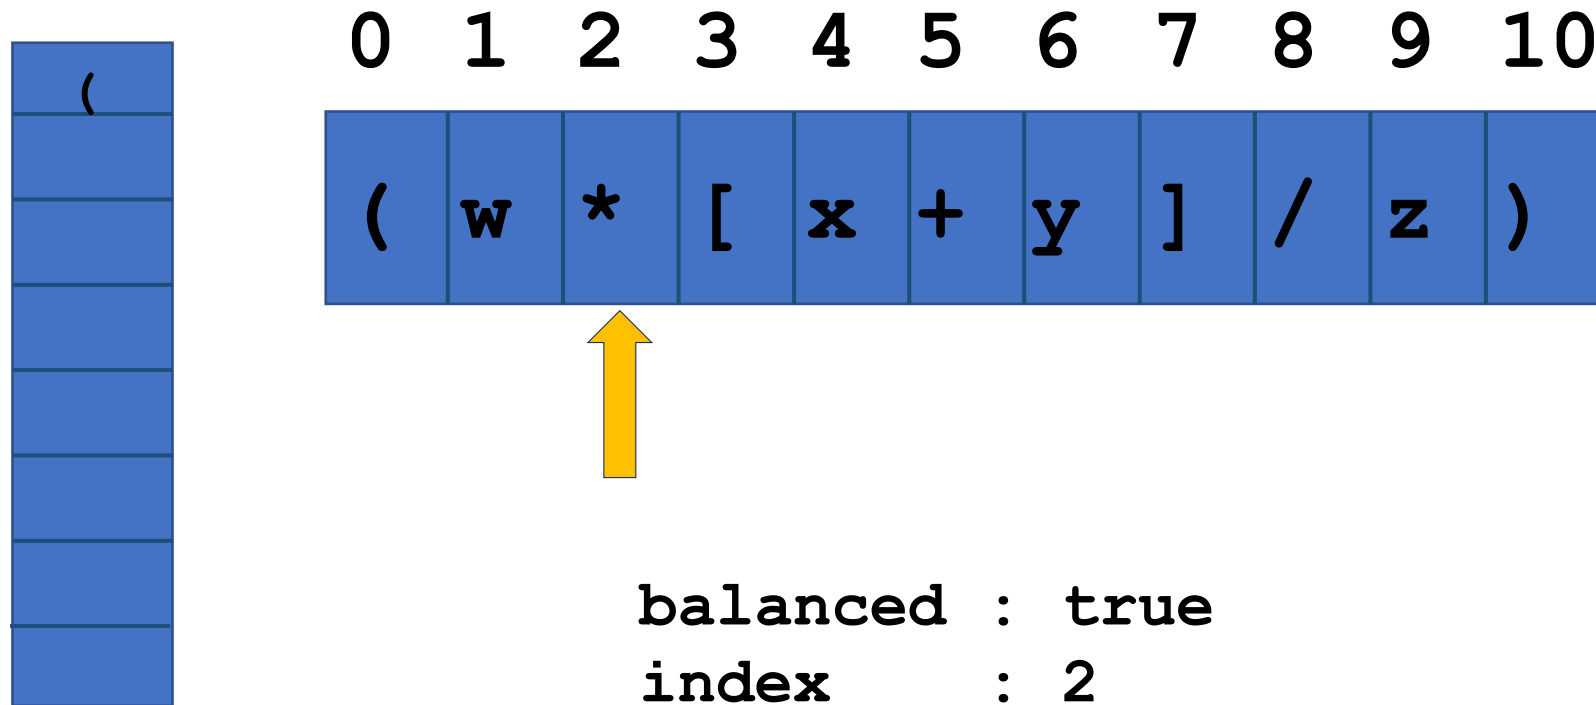 0 1 2 3 4 5 6 7 8 9 10
(
( w * [ x + y ] / z )
balanced : true
index : 2